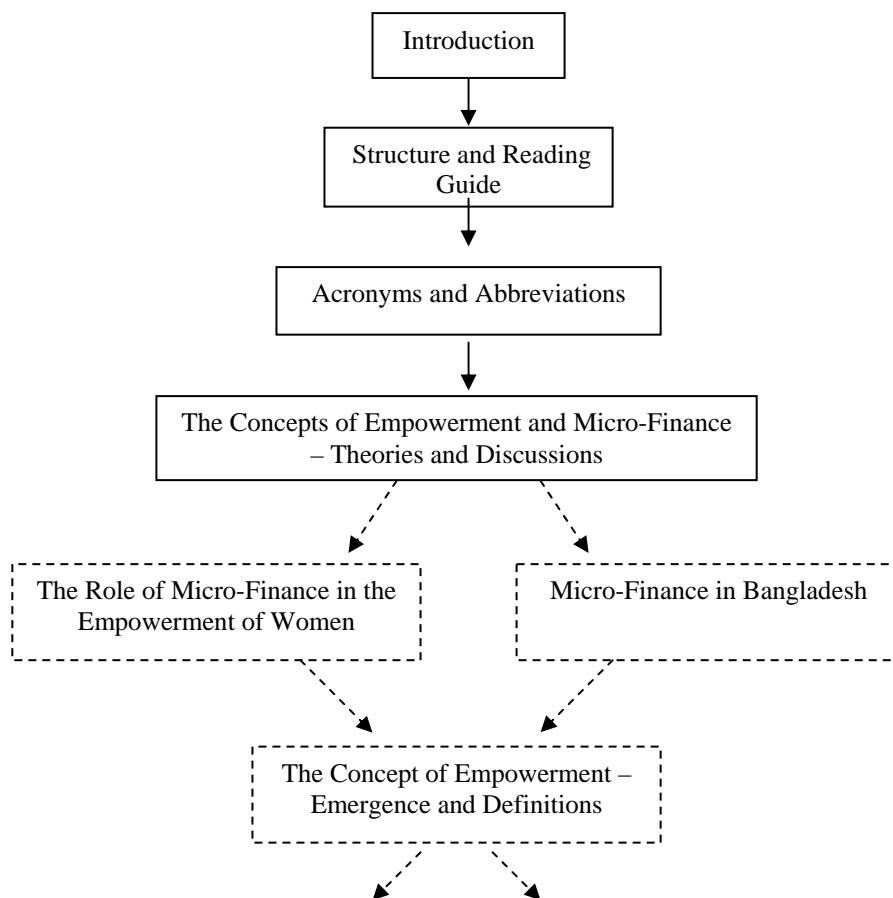 Introduction
Structure and Reading
Guide
Acronyms and Abbreviations
The Concepts of Empowerment and Micro-Finance
– Theories and Discussions
The Role of Micro-Finance in the
Empowerment of Women
Micro-Finance in Bangladesh
The Concept of Empowerment –
Emergence and Definitions